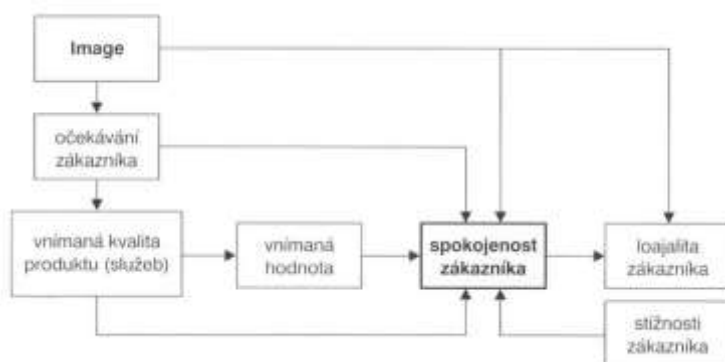 Image
očekávání
zákazníka
vnímaná kvalita
produktu (služeb)
vnímaná
hodnota
spokojenost
zákazníka
loajalita
zákazníka
stížnosti
zákazníka